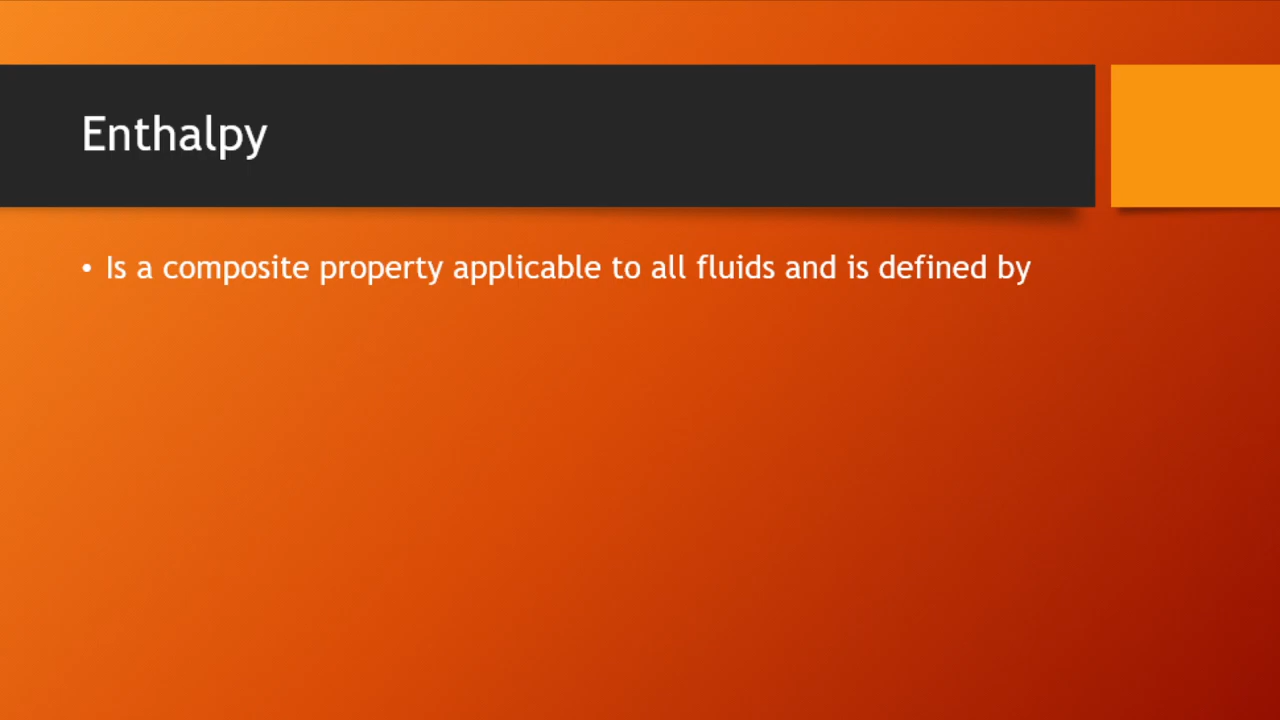 Enthalpy
• Is a composite property applicable to all fluids and is defined by